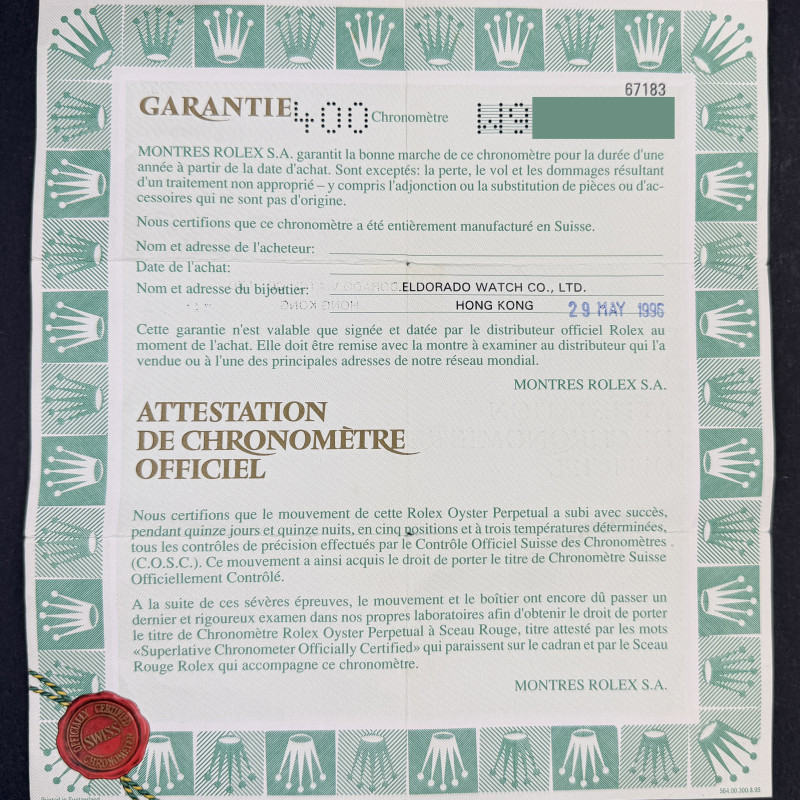 67183
GARANTIE 400 Chronomètre W9
MONTRES ROLEX S.A. garantit la bonne marche de ce chronomètre pour la durée d'une
année à partir de la date d'achat. Sont exceptés: la perte, le vol et les dommages résultant
d'un traitement non approprié – y compris l'adjonction ou la substitution de pièces ou d'ac-
cessoires qui ne sont pas d'origine.
Nous certifions que ce chronomètre a été entièrement manufacturé en Suisse.
Nom et adresse de l'acheteur:
Date de l'achat:
Nom et adresse du bijoutier: ELDORADO WATCH CO., LTD.
HONG KONG 29 MAY 1996
Cette garantie n'est valable que signée et datée par le distributeur officiel Rolex au
moment de l'achat. Elle doit être remise avec la montre à examiner au distributeur qui l'a
vendue ou à l'une des principales adresses de notre réseau mondial.
MONTRES ROLEX S.A.
ATTESTATION
DE CHRONOMÈTRE
OFFICIEL
Nous certifions que le mouvement de cette Rolex Oyster Perpetual a subi avec succès,
pendant quinze jours et quinze nuits, en cinq positions et à trois températures déterminées,
tous les contrôles de précision effectués par le Contrôle Officiel Suisse des Chronomètres
(C.O.S.C.). Ce mouvement a ainsi acquis le droit de porter le titre de Chronomètre Suisse
Officiellement Contrôlé.
A la suite de ces sévères épreuves, le mouvement et le boîtier ont encore dû passer un
dernier et rigoureux examen dans nos propres laboratoires afin d'obtenir le droit de porter
le titre de Chronomètre Rolex Oyster Perpetual à Sceau Rouge, titre attesté par les mots
«Superlative Chronometer Officially Certified» qui paraissent sur le cadran et par le Sceau
Rouge Rolex qui accompagne ce chronomètre.
MONTRES ROLEX S.A.
OFFICIALLY CERTIFIED
SWISS
CHRONOMETER
Printed in Switzerland
564.00.300.8.95